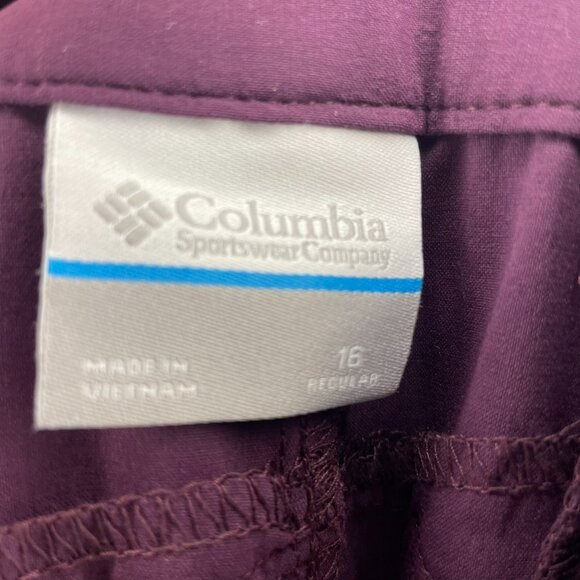 Columbia
Sportswear Company
MADE IN
VIETNAM
16
REGULAR